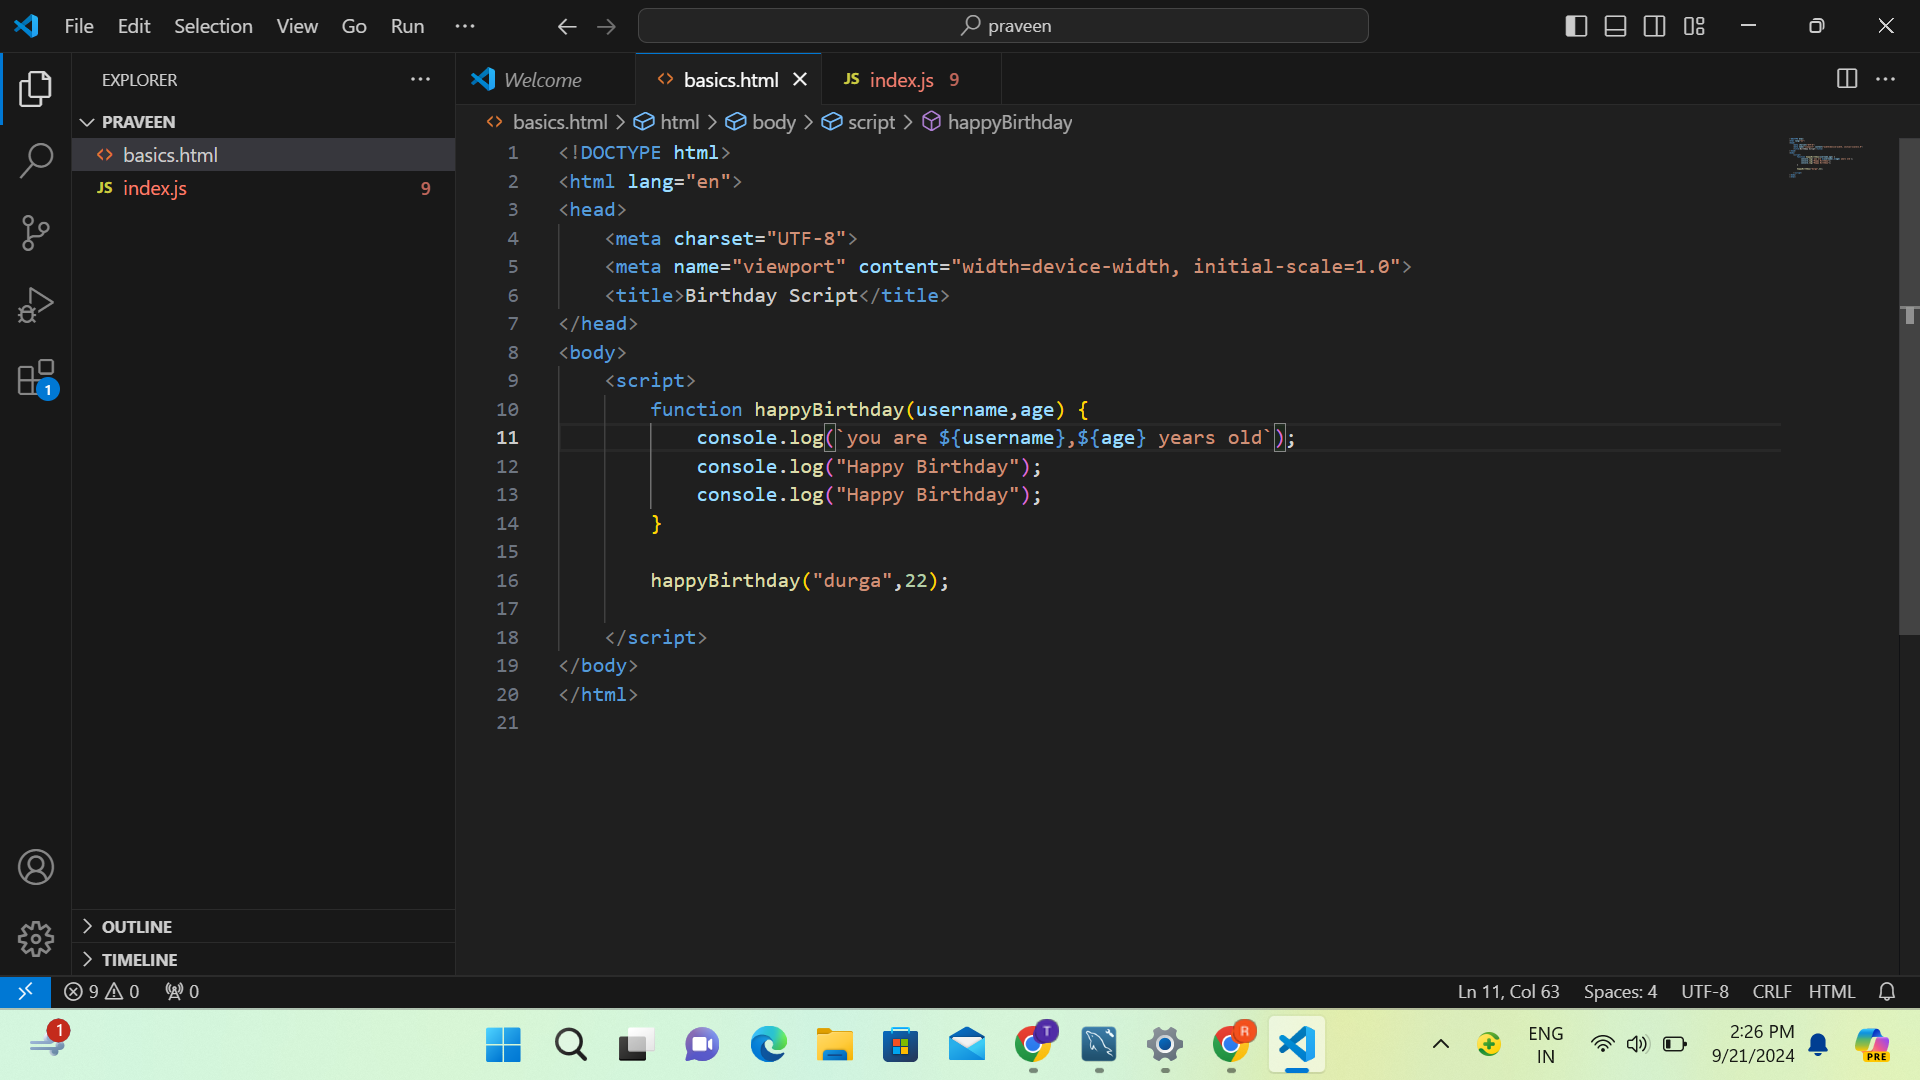 File Edit Selection View Go Run ··· praveen
EXPLORER ···
Welcome basics.html JS index.js 9
PRAVEEN
basics.html
JS index.js 9
basics.html > html > body > script > happyBirthday
1 <!DOCTYPE html>
2 <html lang="en">
3 <head>
4 <meta charset="UTF-8">
5 <meta name="viewport" content="width=device-width, initial-scale=1.0">
6 <title>Birthday Script</title>
7 </head>
8 <body>
9 <script>
10 function happyBirthday(username,age) {
11 console.log(`you are ${username},${age} years old`);
12 console.log("Happy Birthday");
13 console.log("Happy Birthday");
14 }
15
16 happyBirthday("durga",22);
17
18 </script>
19 </body>
20 </html>
21
1
OUTLINE
TIMELINE
9 0 0 Ln 11, Col 63 Spaces: 4 UTF-8 CRLF HTML
1 T R ENG
IN
2:26 PM
9/21/2024
PRE